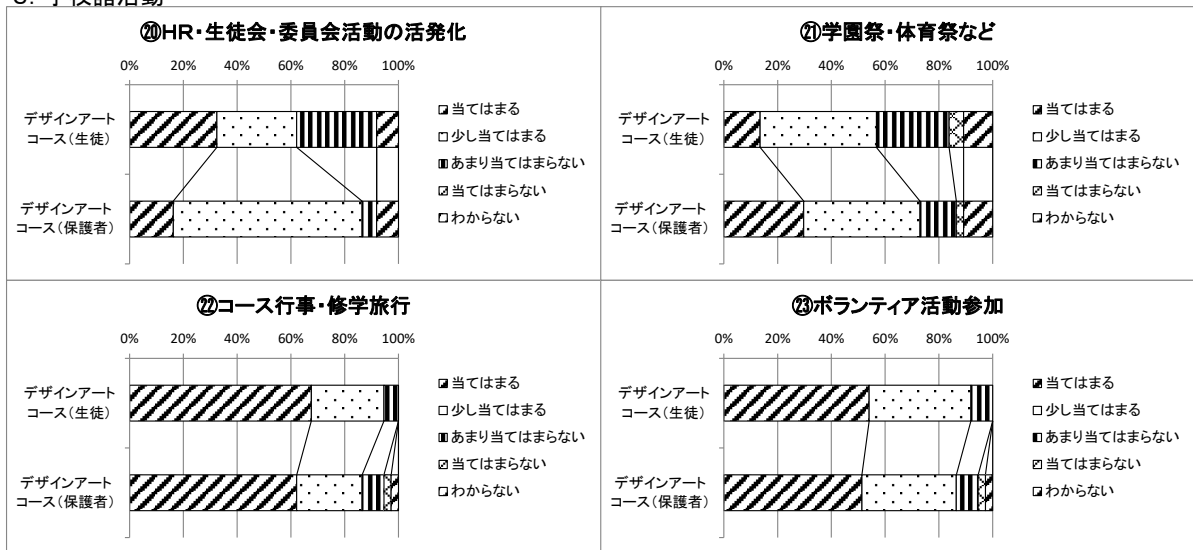 ⑳HR・生徒会・委員会活動の活発化
0% 20% 40% 60% 80% 100%
デザインアート
コース(生徒)
デザインアート
コース(保護者)
当てはまる
少し当てはまる
あまり当てはまらない
当てはまらない
わからない
㉑学園祭・体育祭など
0% 20% 40% 60% 80% 100%
デザインアート
コース(生徒)
デザインアート
コース(保護者)
当てはまる
少し当てはまる
あまり当てはまらない
当てはまらない
わからない
㉒コース行事・修学旅行
0% 20% 40% 60% 80% 100%
デザインアート
コース(生徒)
デザインアート
コース(保護者)
当てはまる
少し当てはまる
あまり当てはまらない
当てはまらない
わからない
㉓ボランティア活動参加
0% 20% 40% 60% 80% 100%
デザインアート
コース(生徒)
デザインアート
コース(保護者)
当てはまる
少し当てはまる
あまり当てはまらない
当てはまらない
わからない